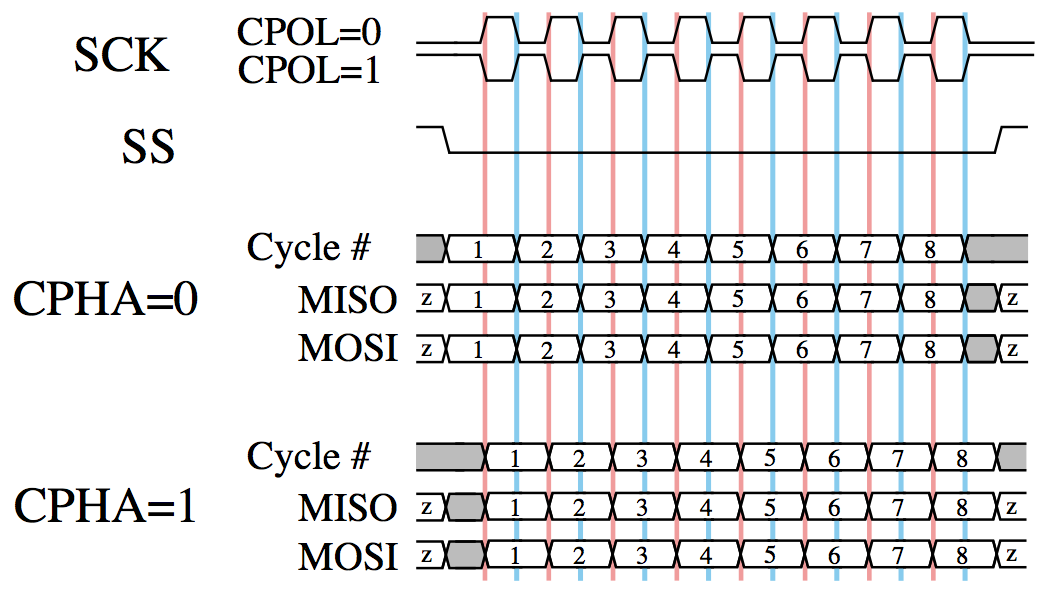 SCK CPOL=0
CPOL=1
SS
Cycle # 1 2 3 4 5 6 7 8
CPHA=0 MISO z 1 2 3 4 5 6 7 8 z
MOSI z 1 2 3 4 5 6 7 8 z
Cycle # 1 2 3 4 5 6 7 8
CPHA=1 MISO z 1 2 3 4 5 6 7 8 z
MOSI z 1 2 3 4 5 6 7 8 z